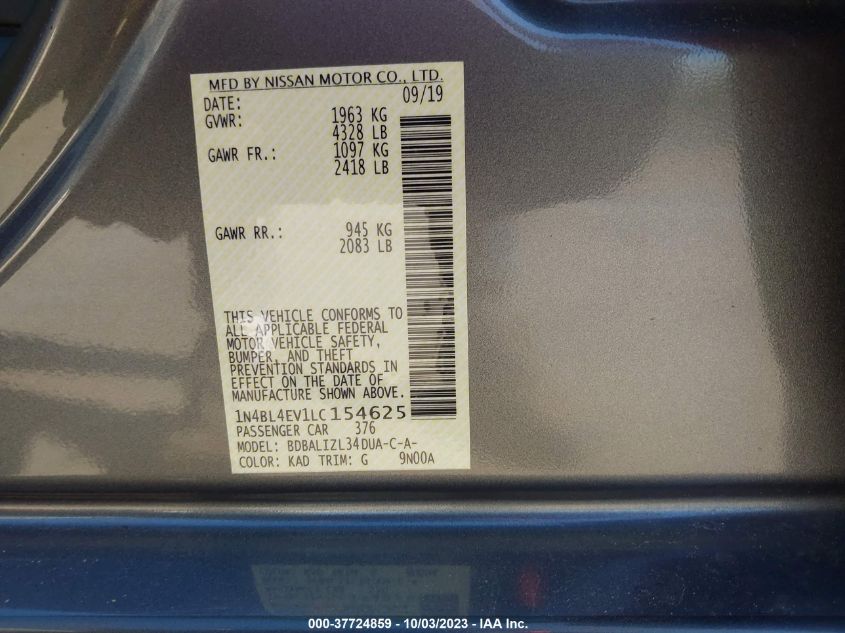 MFD BY NISSAN MOTOR CO., LTD.
DATE: 09/19
GVWR: 1963 KG
4328 LB
GAWR FR.: 1097 KG
2418 LB
GAWR RR.: 945 KG
2083 LB
THIS VEHICLE CONFORMS TO
ALL APPLICABLE FEDERAL
MOTOR VEHICLE SAFETY,
BUMPER, AND THEFT
PREVENTION STANDARDS IN
EFFECT ON THE DATE OF
MANUFACTURE SHOWN ABOVE.
1N4BL4EV1LC154625
PASSENGER CAR 376
MODEL: BDBALIZL34DUA-C-A-
COLOR: KAD TRIM: G 9N00A
000-37724859 - 10/03/2023 - IAA Inc.